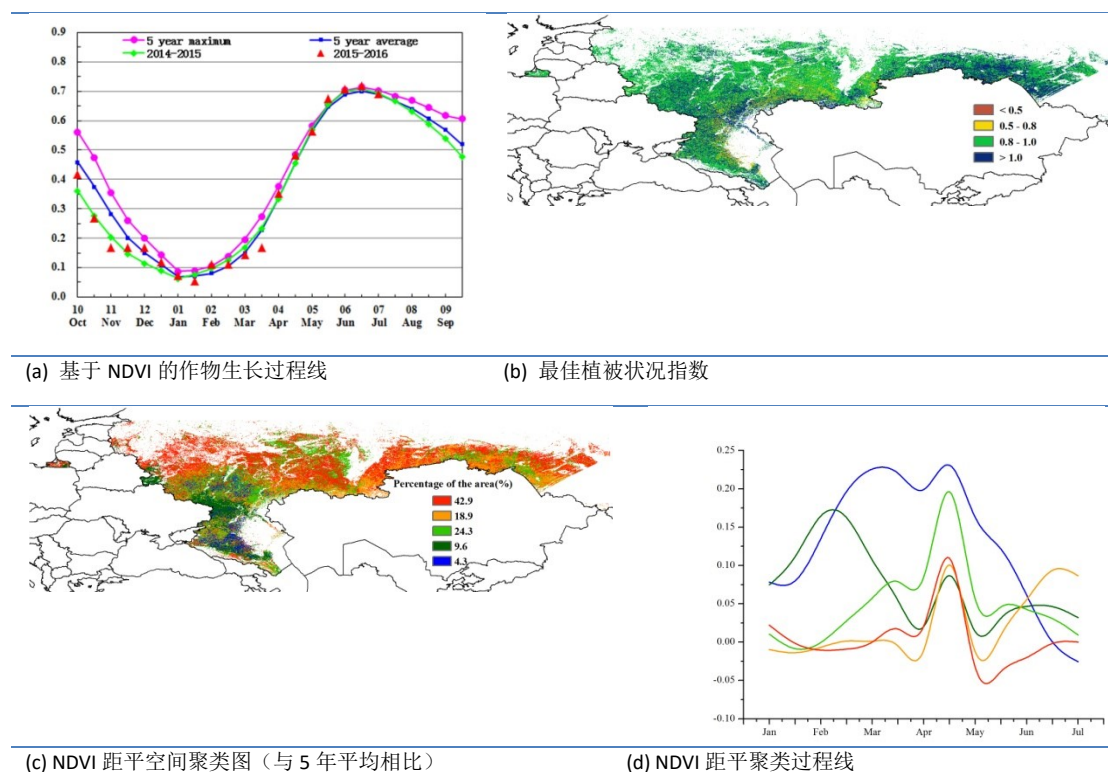 0.9
0.8
0.7
0.6
0.5
0.4
0.3
0.2
0.1
0.0
5 year maximum
5 year average
2014-2015
2015-2016
10 11 12 01 02 03 04 05 06 07 08 09
Oct Nov Dec Jan Feb Mar Apr May Jun Jul Aug Sep
< 0.5
0.5 - 0.8
0.8 - 1.0
> 1.0
(a) 基于 NDVI 的作物生长过程线
(b) 最佳植被状况指数
Percentage of the area(%)
42.9
18.9
24.3
9.6
4.3
0.25
0.20
0.15
0.10
0.05
0.00
-0.05
-0.10
Jan Feb Mar Apr May Jun Jul
(c) NDVI 距平空间聚类图（与 5 年平均相比）
(d) NDVI 距平聚类过程线